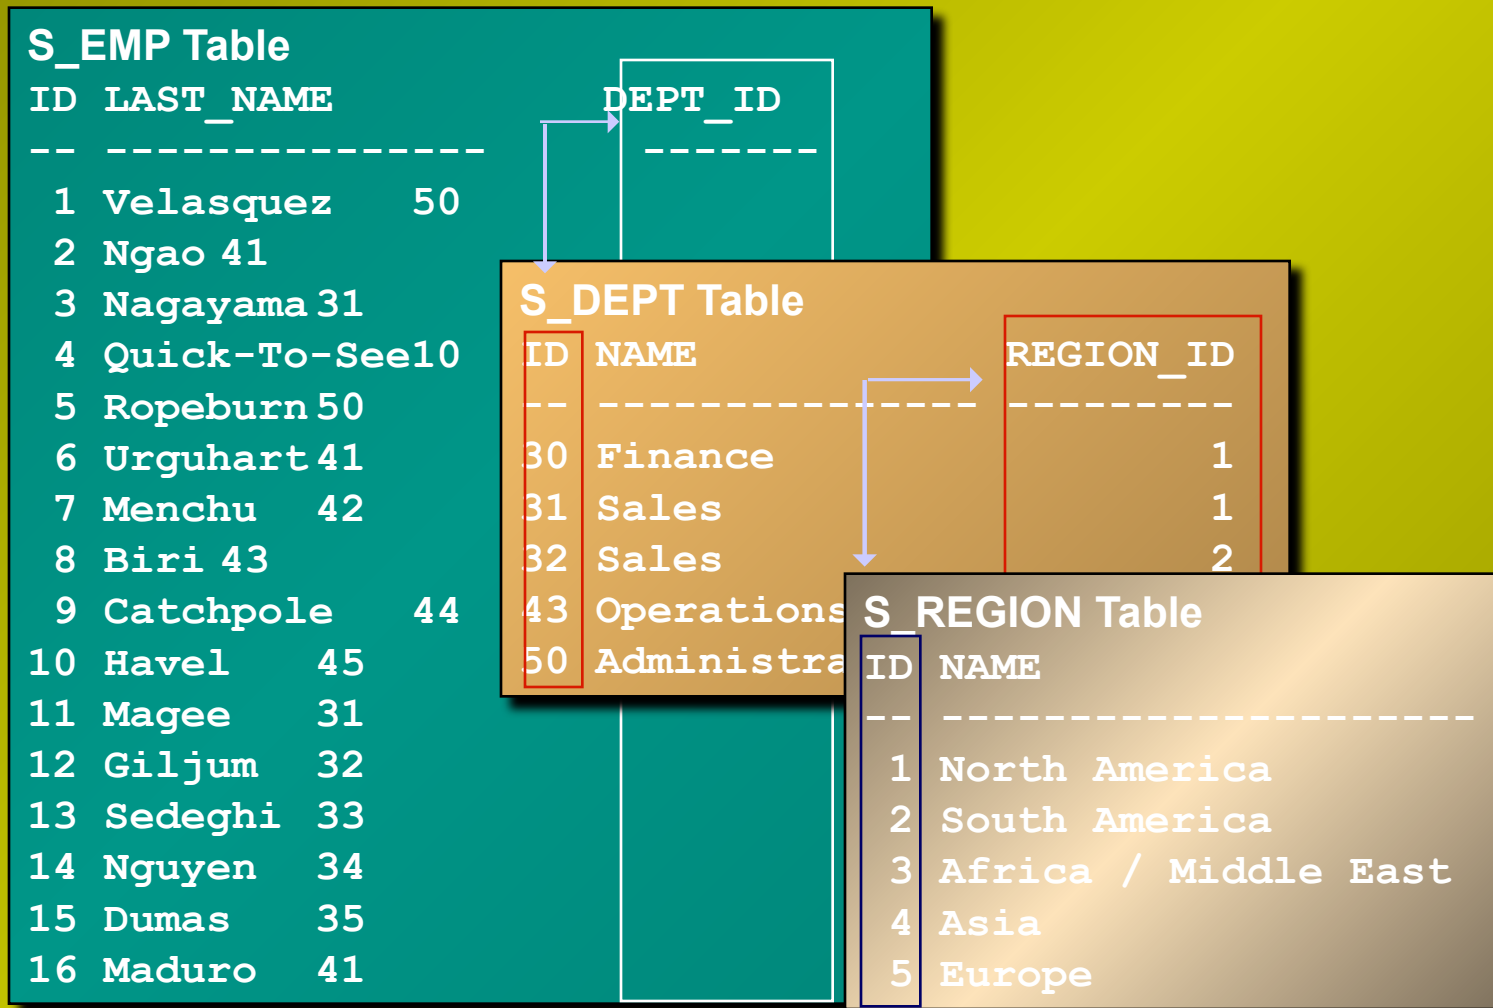 S_EMP Table
ID LAST_NAME DEPT_ID
-- --------------- -------
1 Velasquez 50
2 Ngao 41
3 Nagayama 31
4 Quick-To-See10
5 Ropeburn 50
6 Urguhart 41
7 Menchu 42
8 Biri 43
9 Catchpole 44
10 Havel 45
11 Magee 31
12 Giljum 32
13 Sedeghi 33
14 Nguyen 34
15 Dumas 35
16 Maduro 41
S_DEPT Table
ID NAME REGION_ID
-- --------------- ---------
30 Finance 1
31 Sales 1
32 Sales 2
43 Operations
50 Administra
S_REGION Table
ID NAME
-- ---------------------
1 North America
2 South America
3 Africa / Middle East
4 Asia
5 Europe